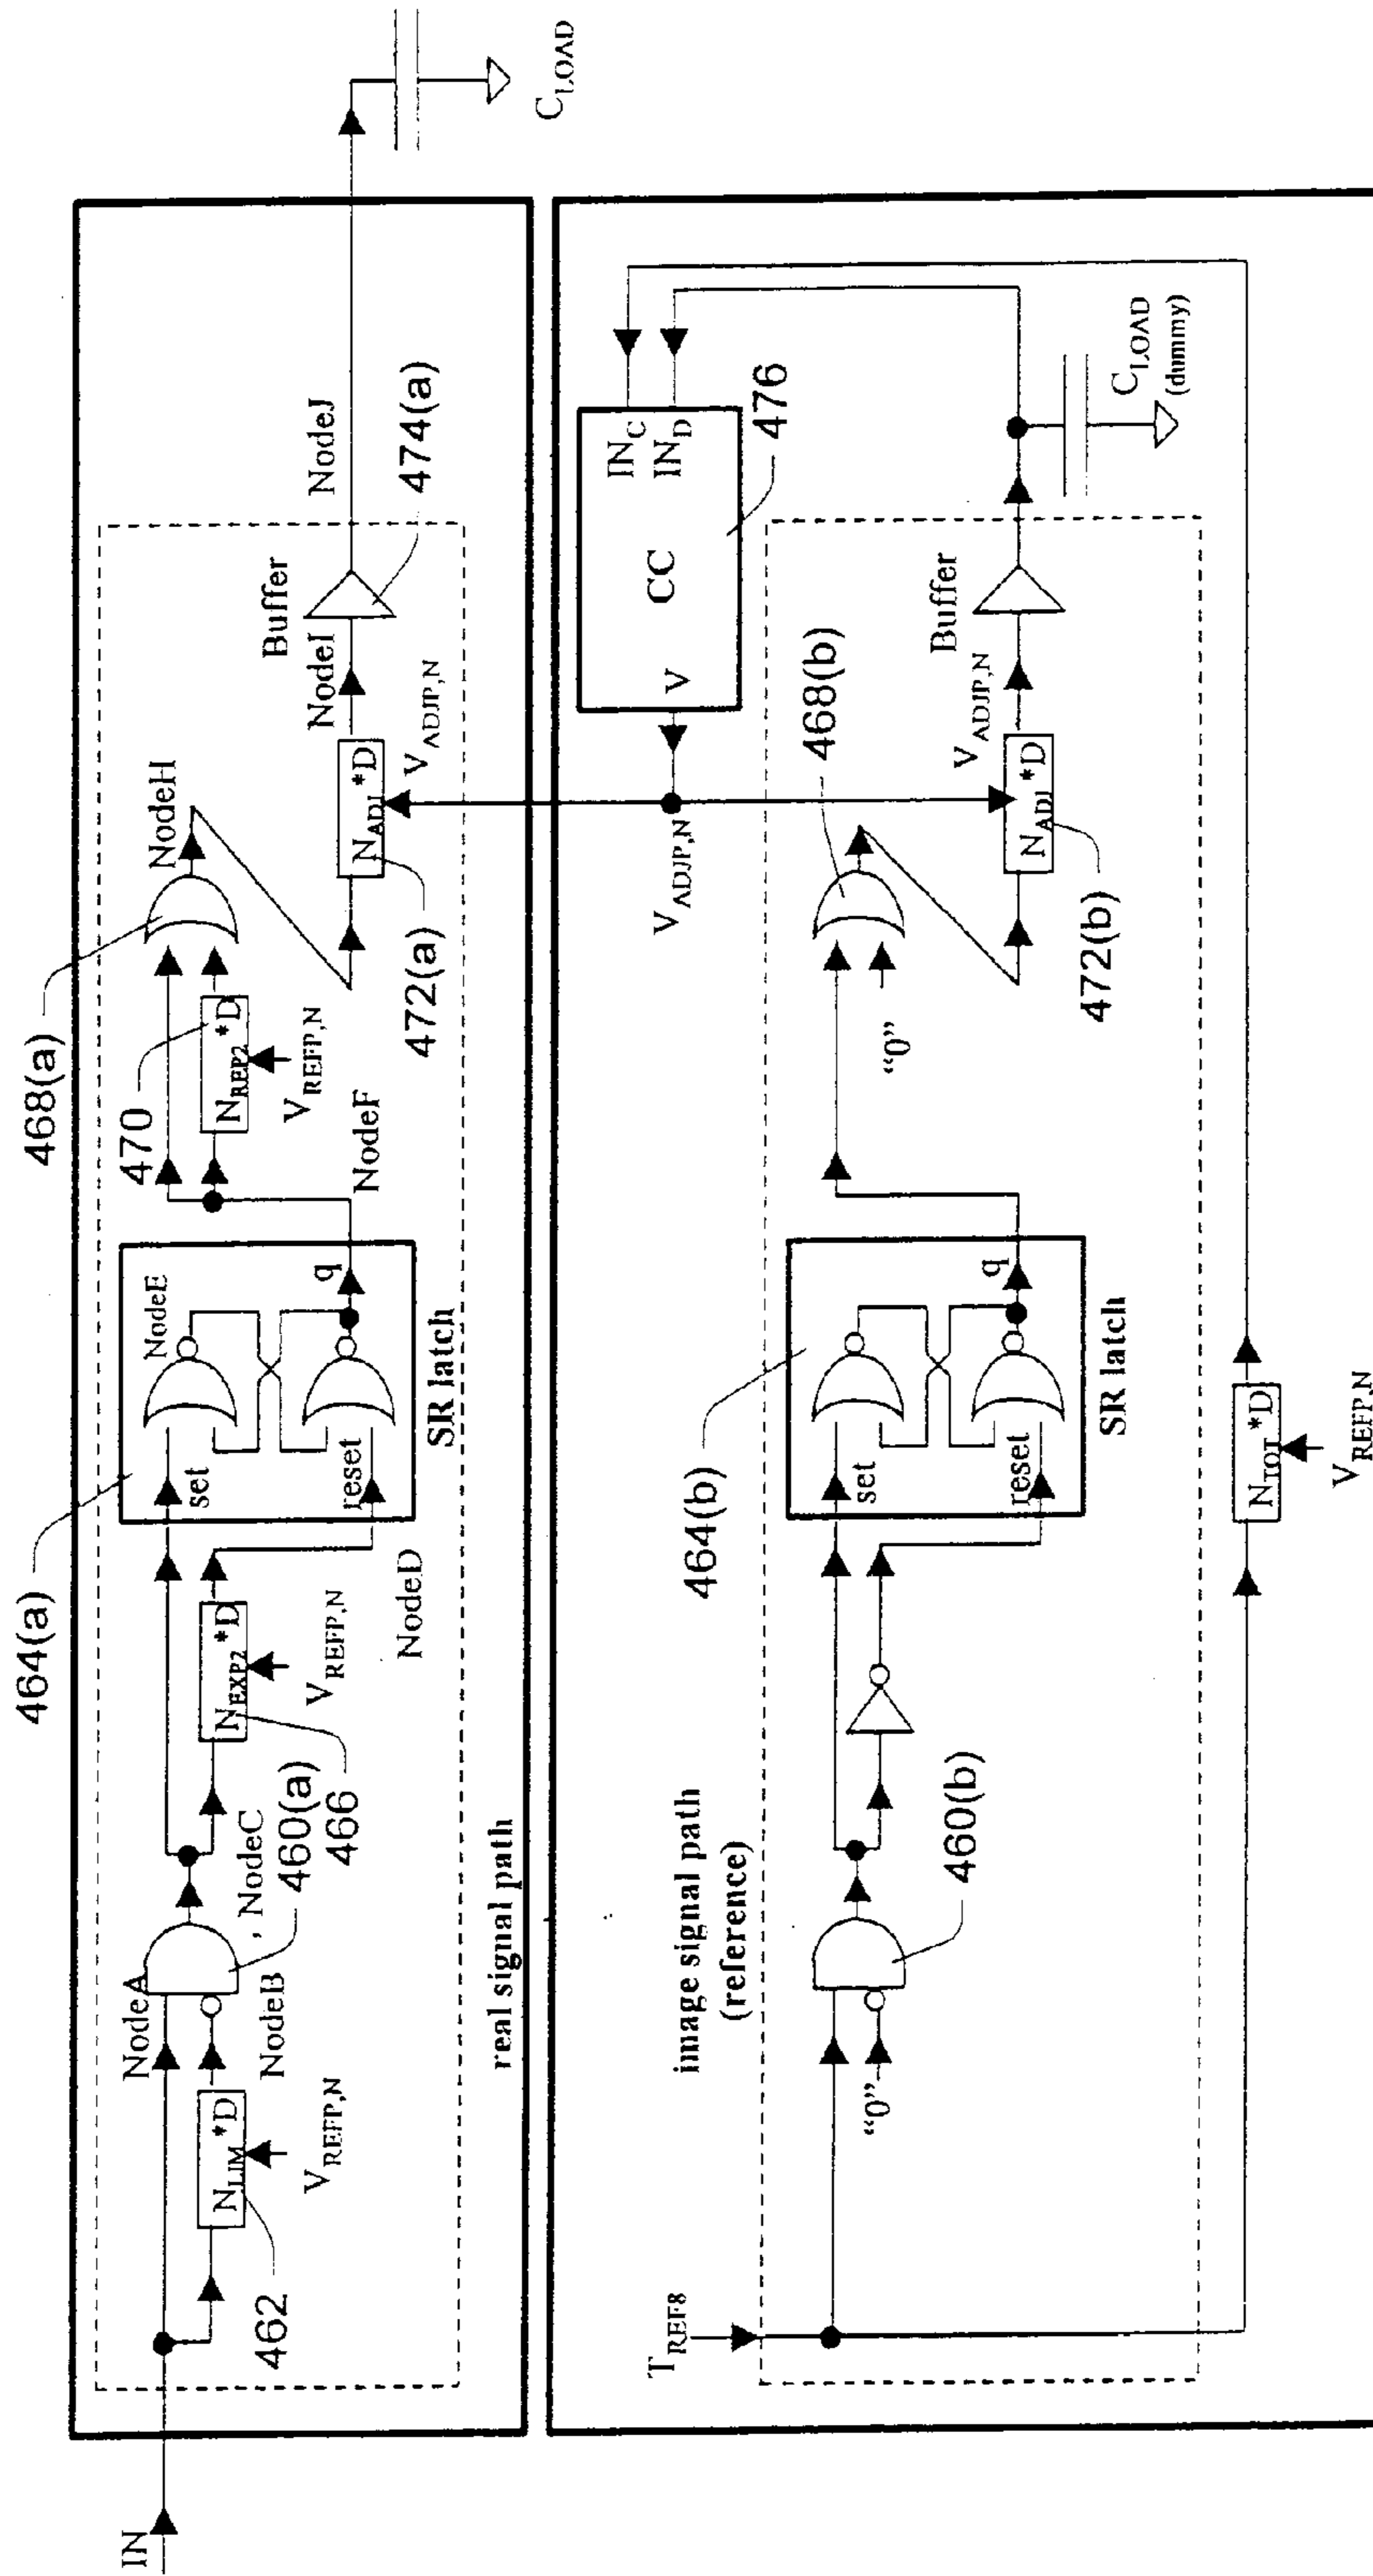 IN
462
N_LIM*D
V_REFP,N
NodeA
NodeB
, NodeC
460(a)
466
N_EXP2*D
V_REFP,N
NodeD
464(a)
set
reset
NodeE
q
SR latch
NodeF
470
N_REP2*D
V_REFP,N
468(a)
NodeH
472(a)
N_ADJ*D
V_ADJP,N
NodeI
Buffer
474(a)
NodeJ
C_LOAD
real signal path
image signal path
(reference)
T_REF8
"0"
460(b)
464(b)
set
reset
q
SR latch
"0"
468(b)
472(b)
N_ADJ*D
V_ADJP,N
V_ADJP,N
Buffer
V
CC
IN_C
IN_D
476
C_LOAD
(dummy)
N_TOT*D
V_REFP,N